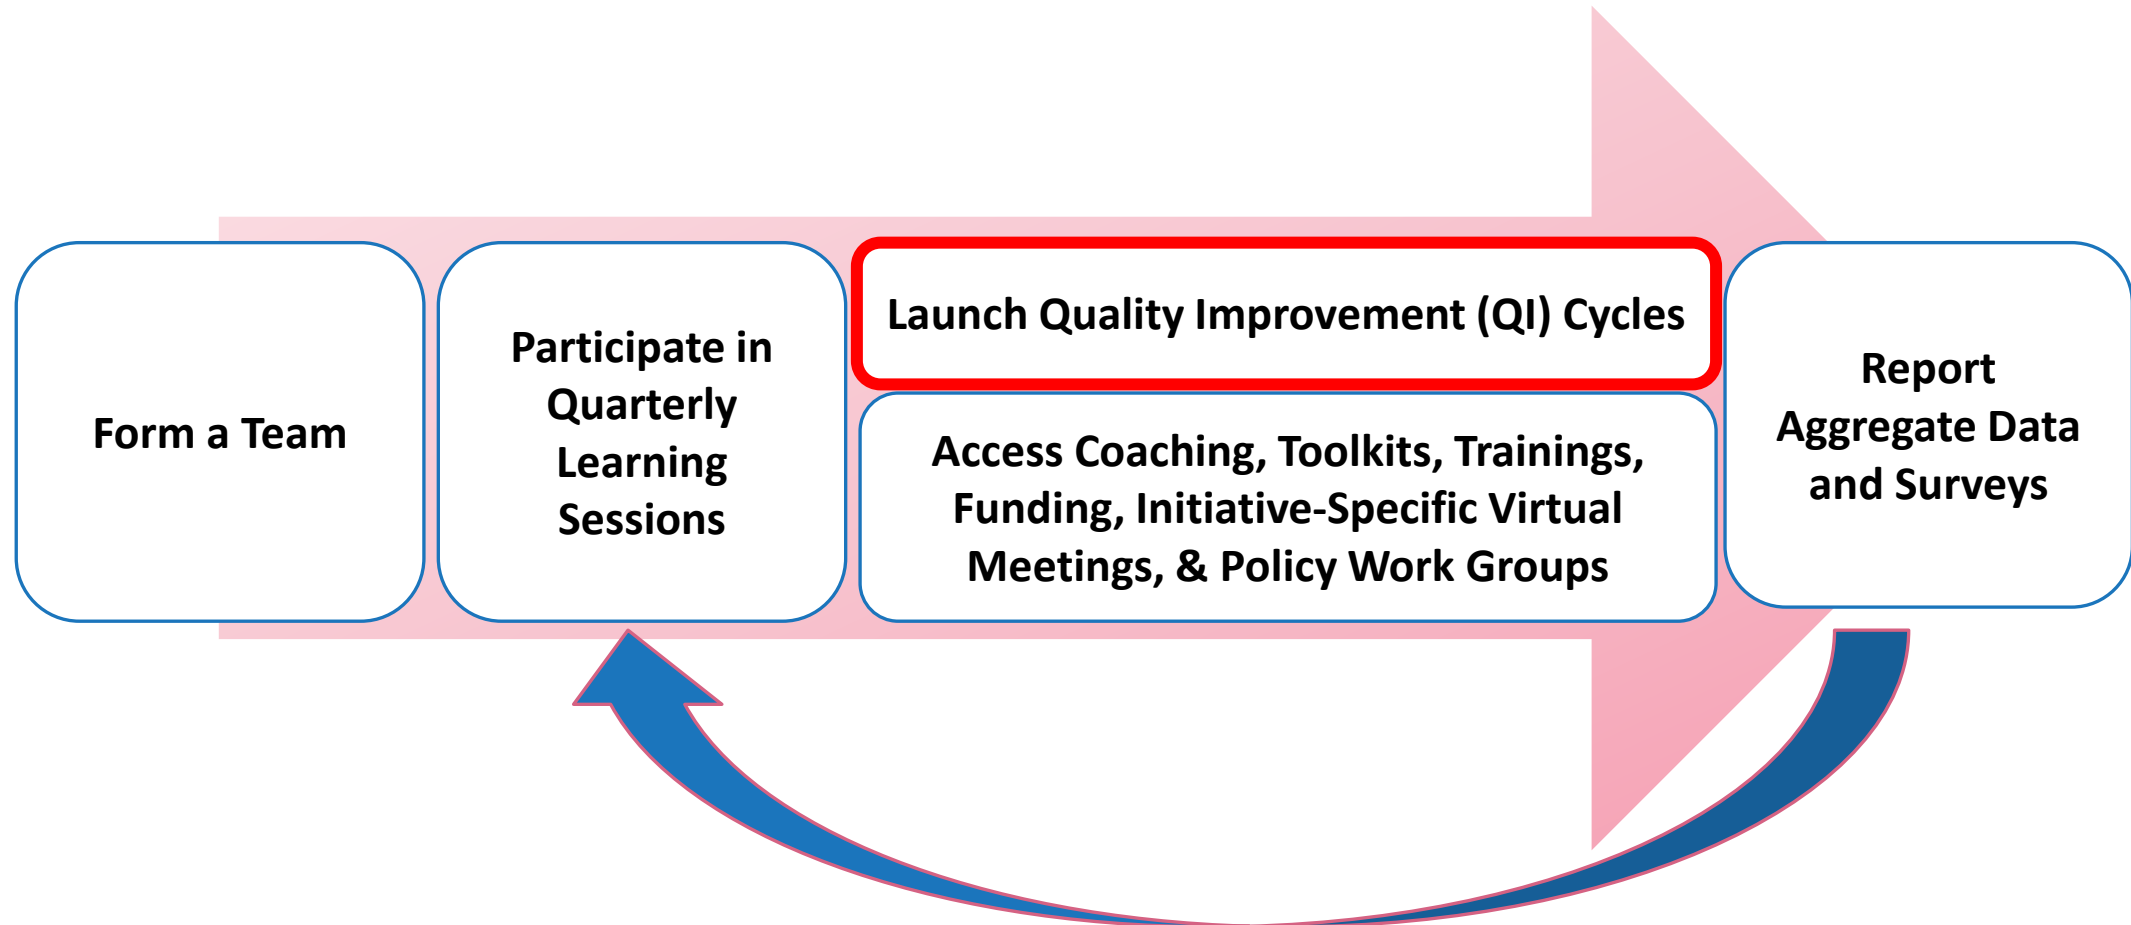 Form a Team
Participate in
Quarterly
Learning
Sessions
Launch Quality Improvement (QI) Cycles
Access Coaching, Toolkits, Trainings,
Funding, Initiative-Specific Virtual
Meetings, & Policy Work Groups
Report
Aggregate Data
and Surveys